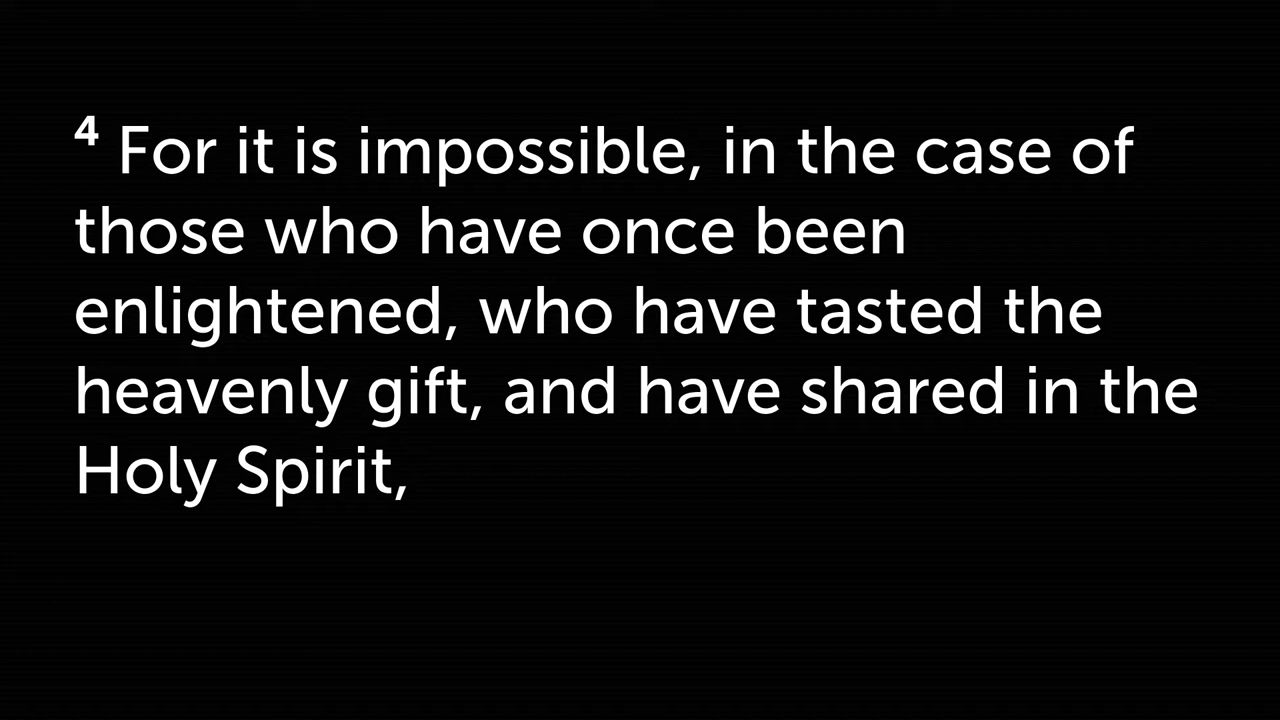 ⁴ For it is impossible, in the case of
those who have once been
enlightened, who have tasted the
heavenly gift, and have shared in the
Holy Spirit,